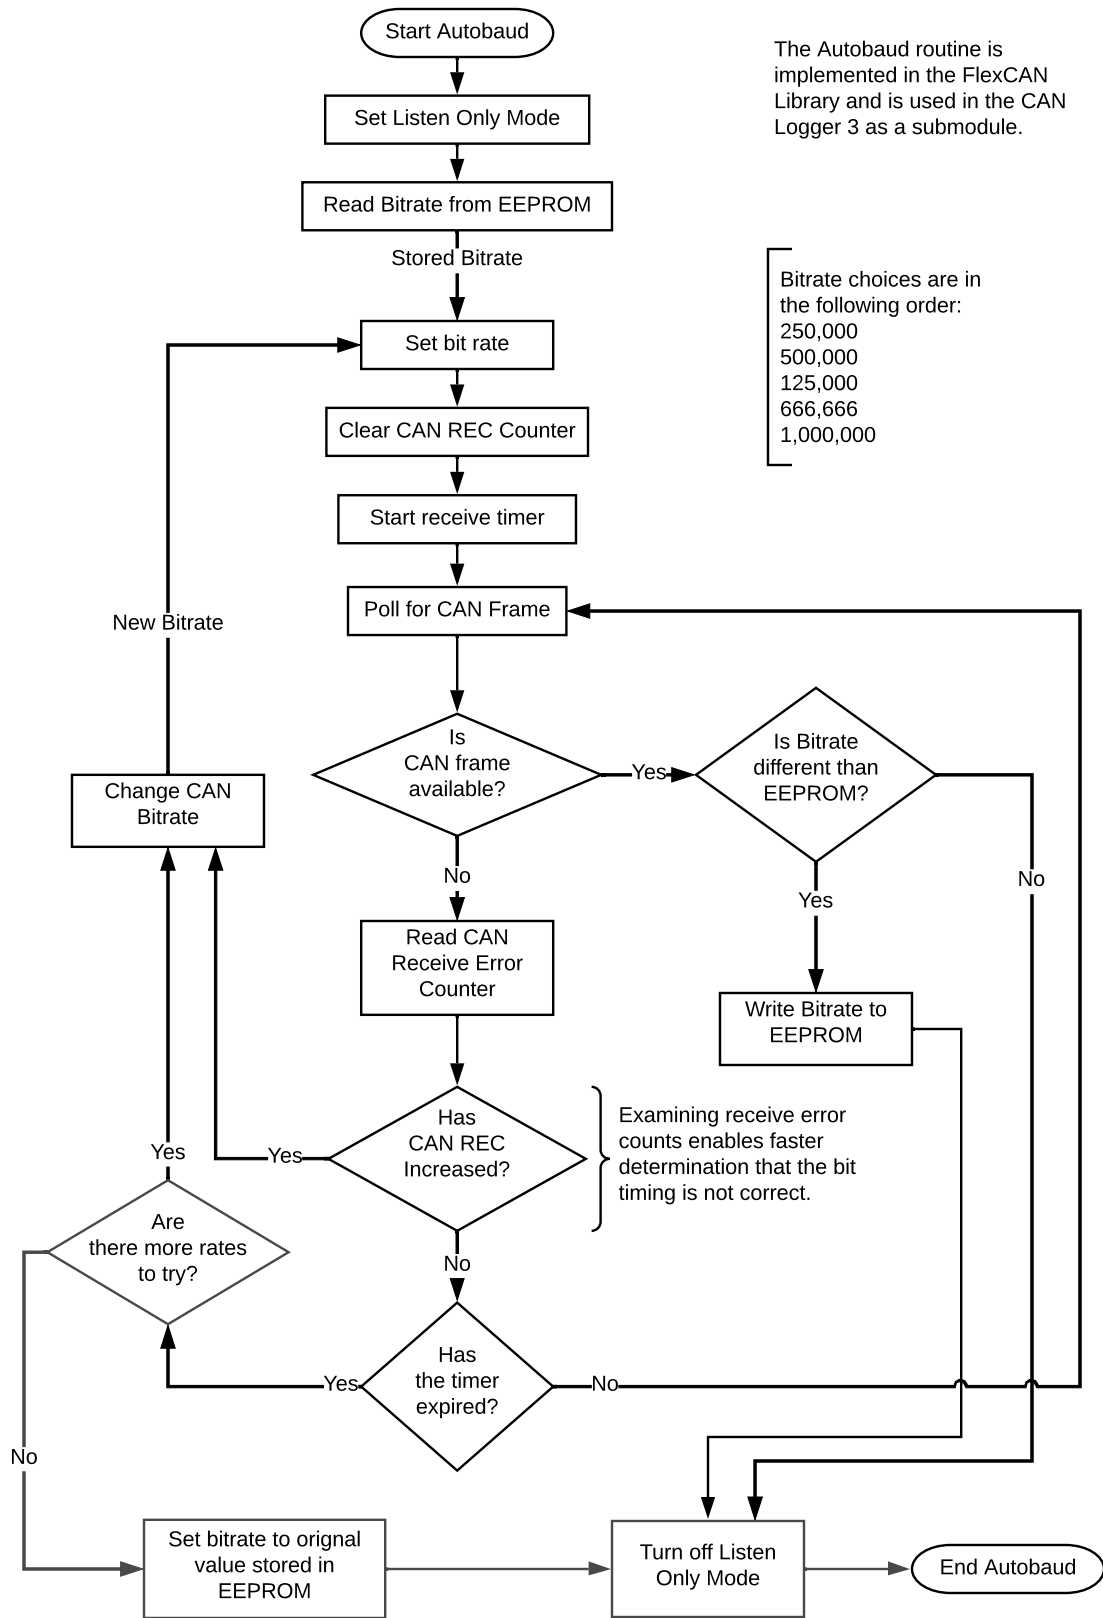 Start Autobaud
The Autobaud routine is
implemented in the FlexCAN
Library and is used in the CAN
Logger 3 as a submodule.
Set Listen Only Mode
Read Bitrate from EEPROM
Stored Bitrate
Bitrate choices are in
the following order:
250,000
500,000
125,000
666,666
1,000,000
Set bit rate
Clear CAN REC Counter
Start receive timer
Poll for CAN Frame
New Bitrate
Is
CAN frame
available?
Yes
Is Bitrate
different than
EEPROM?
Change CAN
Bitrate
No
No
Yes
Read CAN
Receive Error
Counter
Write Bitrate to
EEPROM
Has
CAN REC
Increased?
Examining receive error
counts enables faster
determination that the bit
timing is not correct.
Yes
Yes
Are
there more rates
to try?
No
Has
the timer
expired?
Yes
No
No
Set bitrate to orignal
value stored in
EEPROM
Turn off Listen
Only Mode
End Autobaud